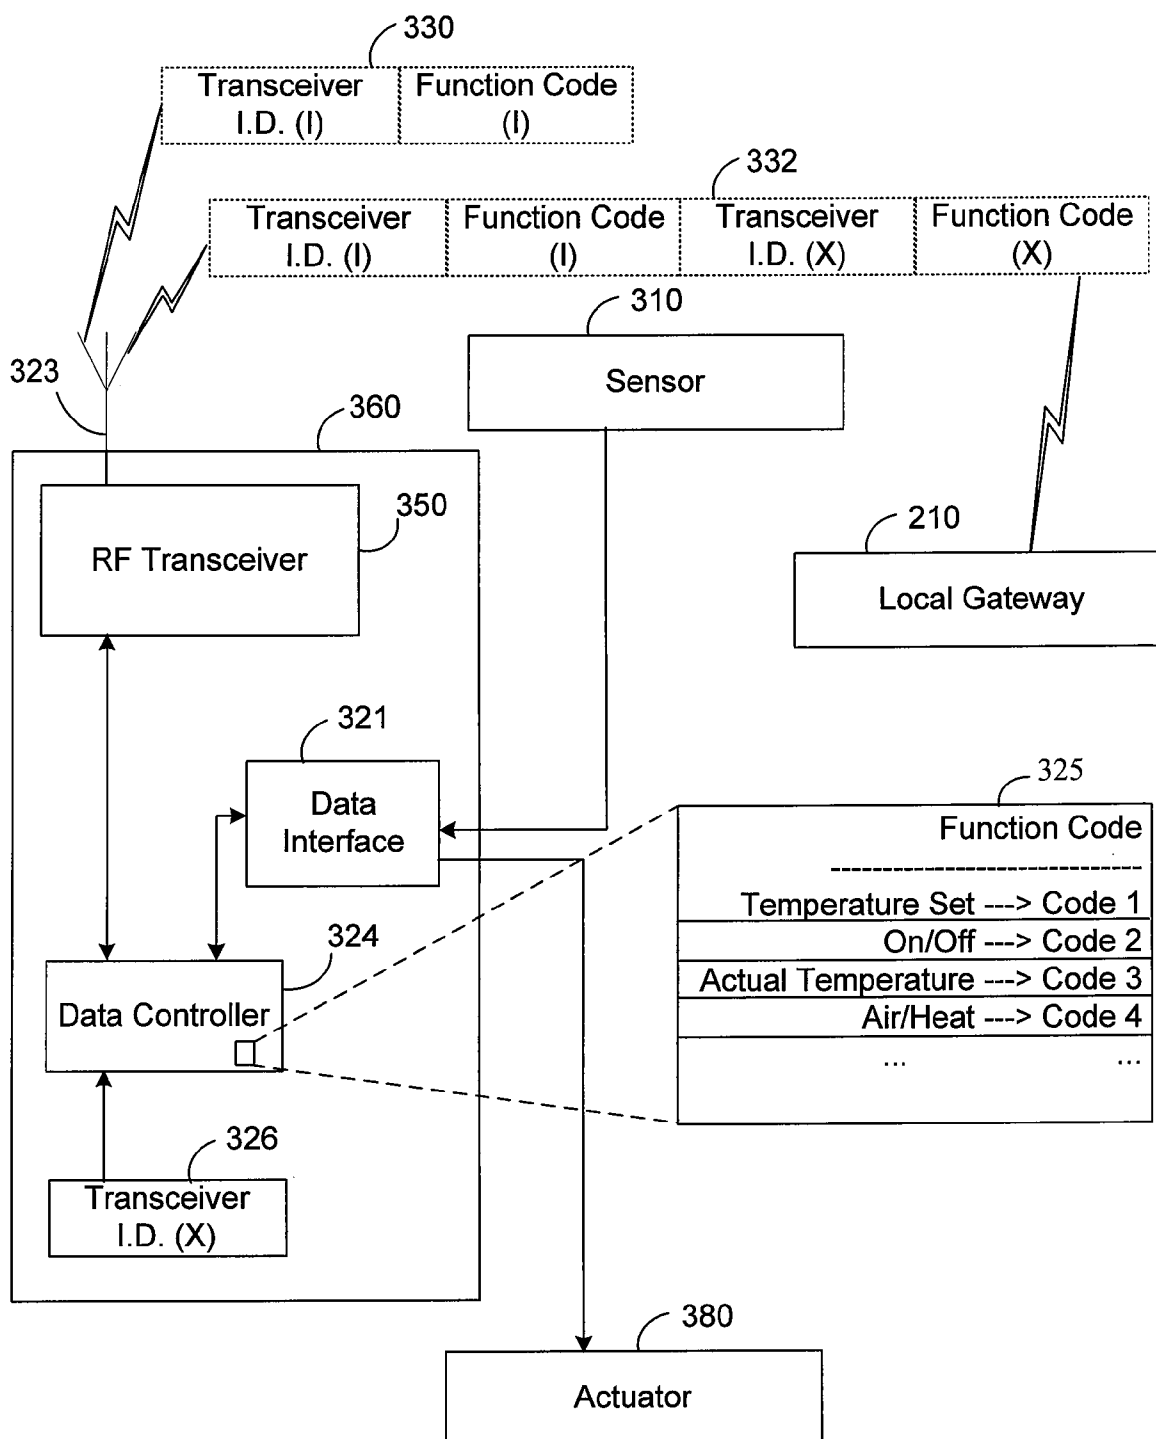 330
Transceiver Function Code
I.D. (I) (I)
332
Transceiver Function Code Transceiver Function Code
I.D. (I) (I) I.D. (X) (X)
310
Sensor
323
360
350
RF Transceiver
210
Local Gateway
321
Data
Interface
325
Function Code
-----------------------------
Temperature Set ---> Code 1
On/Off ---> Code 2
Actual Temperature ---> Code 3
Air/Heat ---> Code 4
... ...
324
Data Controller
326
Transceiver
I.D. (X)
380
Actuator